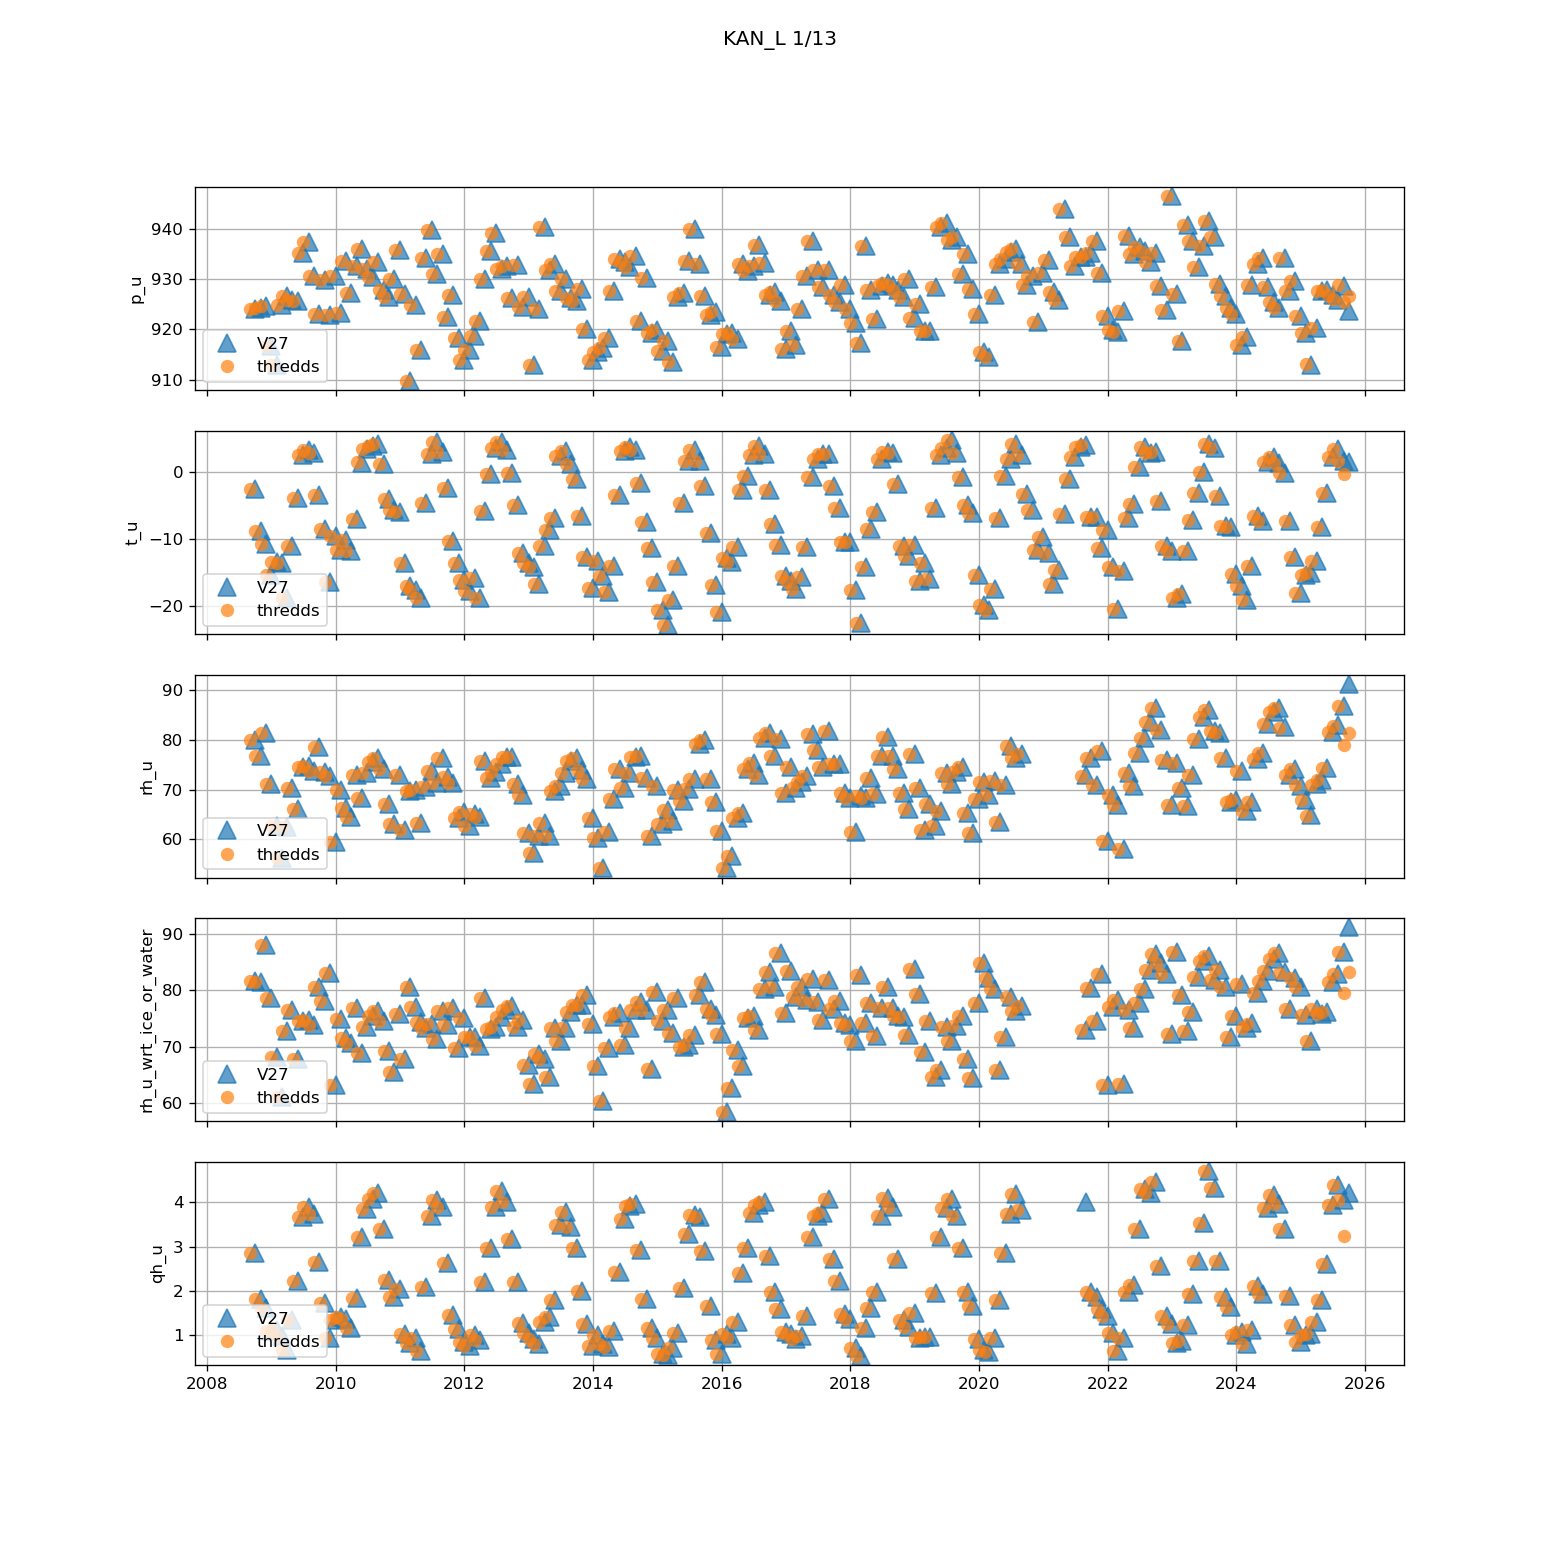 KAN_L 1/13
p_u
940
930
920
910
V27
thredds
t_u
0
−10
−20
V27
thredds
rh_u
90
80
70
60
V27
thredds
rh_u_wrt_ice_or_water
90
80
70
60
V27
thredds
qh_u
4
3
2
1
V27
thredds
2008 2010 2012 2014 2016 2018 2020 2022 2024 2026